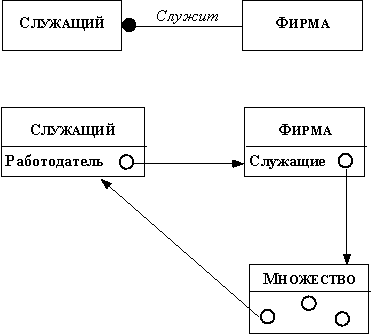 СЛУЖАЩИЙ Служит ФИРМА
СЛУЖАЩИЙ ФИРМА
Работодатель Служащие
МНОЖЕСТВО